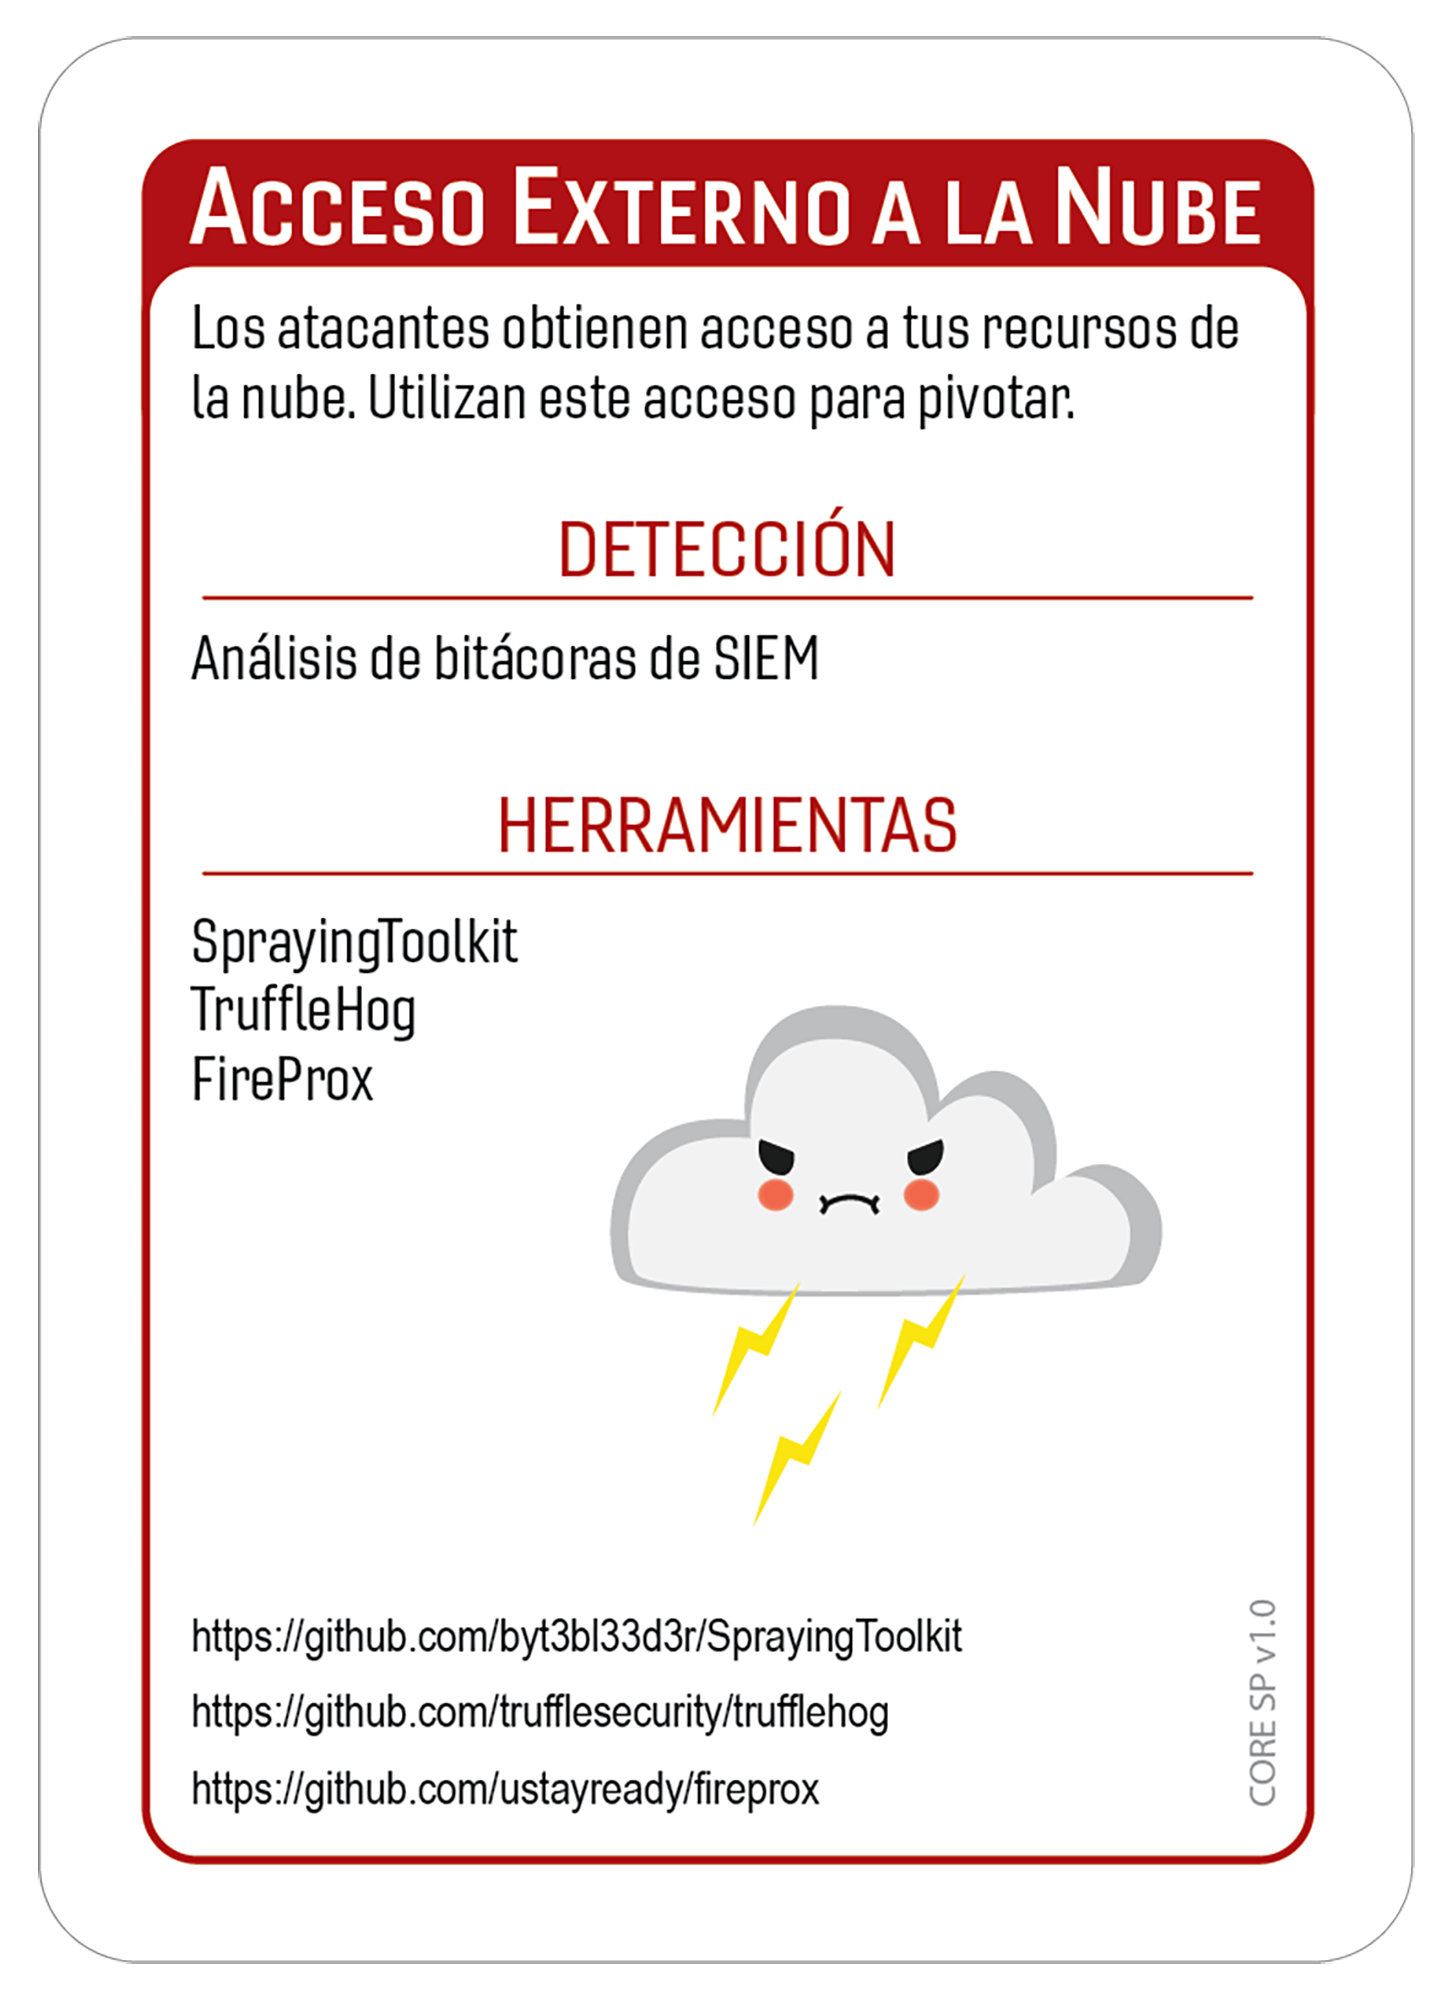 ACCESO EXTERNO A LA NUBE
Los atacantes obtienen acceso a tus recursos de
la nube. Utilizan este acceso para pivotar.
DETECCIÓN
Análisis de bitácoras de SIEM
HERRAMIENTAS
SprayingToolkit
TruffleHog
FireProx
https://github.com/byt3bl33d3r/SprayingToolkit
https://github.com/trufflesecurity/trufflehog
https://github.com/ustayready/fireprox
CORE SP v1.0